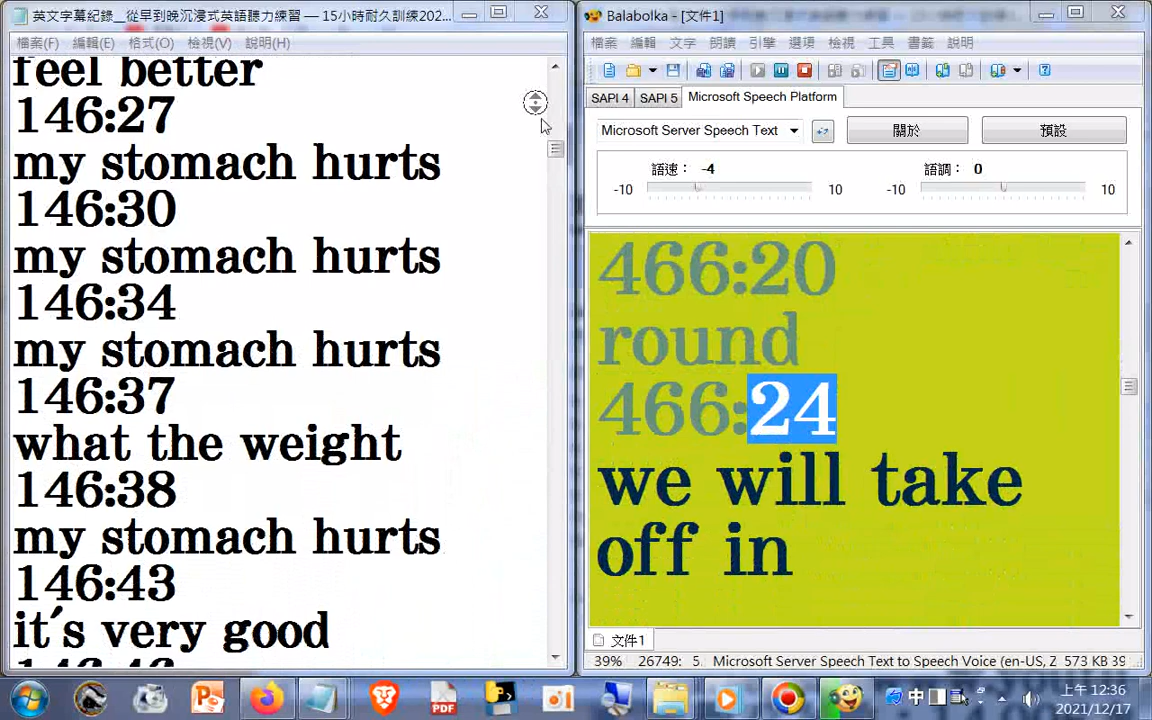 英文字幕紀錄__從早到晚沉浸式英語聽力練習 — 15小時耐久訓練202...
檔案(F) 編輯(E) 格式(O) 檢視(V) 說明(H)
feel better
146:27
my stomach hurts
146:30
my stomach hurts
146:34
my stomach hurts
146:37
what the weight
146:38
my stomach hurts
146:43
it's very good
Balabolka - [文件1]
檔案 編輯 文字 朗讀 引擎 選項 檢視 工具 書籤 說明
SAPI 4 SAPI 5 Microsoft Speech Platform
Microsoft Server Speech Text 關於 預設
語速： -4 語調： 0
-10 10 -10 10
466:20
round
466:24
we will take
off in
文件1
39% 26749: 5. Microsoft Server Speech Text to Speech Voice (en-US, Z 573 KB 39
PDF 中 上午 12:36
2021/12/17